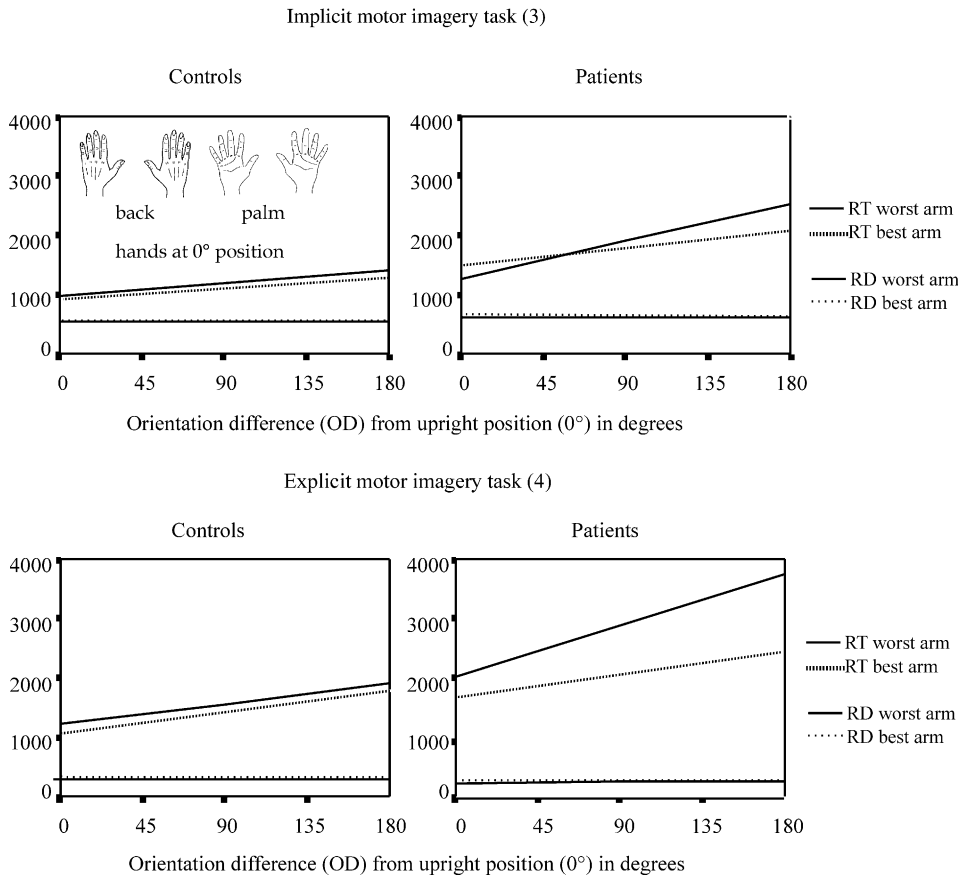 Implicit motor imagery task (3)
Controls
Patients
4000
3000
2000
1000
0
back
palm
hands at 0° position
0 45 90 135 180
4000
3000
2000
1000
0
0 45 90 135 180
RT worst arm
RT best arm
RD worst arm
RD best arm
Orientation difference (OD) from upright position (0°) in degrees
Explicit motor imagery task (4)
Controls
Patients
4000
3000
2000
1000
0
0 45 90 135 180
4000
3000
2000
1000
0
0 45 90 135 180
RT worst arm
RT best arm
RD worst arm
RD best arm
Orientation difference (OD) from upright position (0°) in degrees